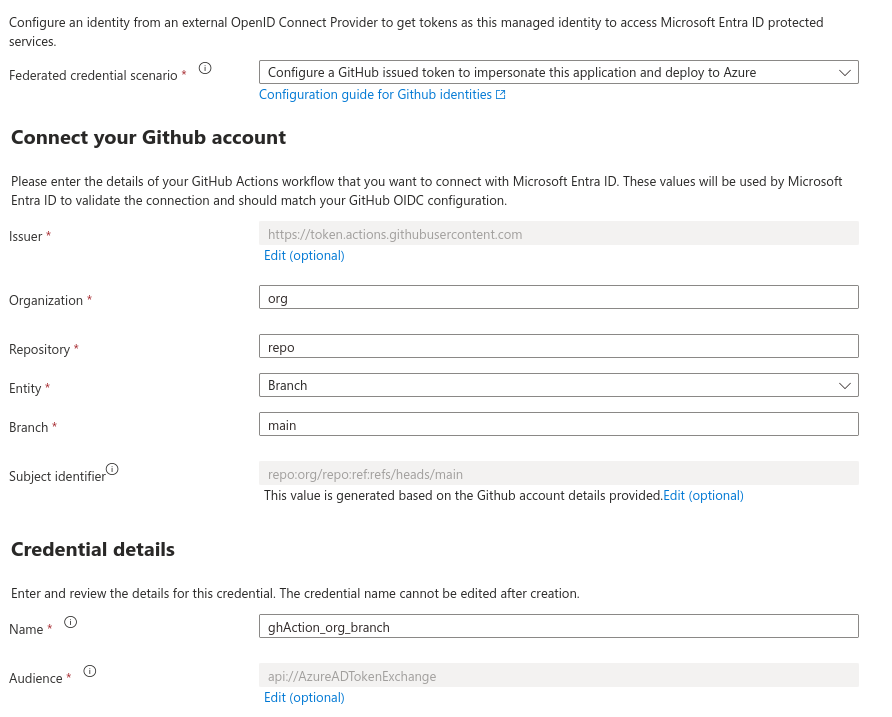 Configure an identity from an external OpenID Connect Provider to get tokens as this managed identity to access Microsoft Entra ID protected
services.
Federated credential scenario *
Configure a GitHub issued token to impersonate this application and deploy to Azure
Configuration guide for Github identities
Connect your Github account
Please enter the details of your GitHub Actions workflow that you want to connect with Microsoft Entra ID. These values will be used by Microsoft
Entra ID to validate the connection and should match your GitHub OIDC configuration.
Issuer *
https://token.actions.githubusercontent.com
Edit (optional)
Organization *
org
Repository *
repo
Entity *
Branch
Branch *
main
Subject identifier
repo:org/repo:ref:refs/heads/main
This value is generated based on the Github account details provided.Edit (optional)
Credential details
Enter and review the details for this credential. The credential name cannot be edited after creation.
Name *
ghAction_org_branch
Audience *
api://AzureADTokenExchange
Edit (optional)